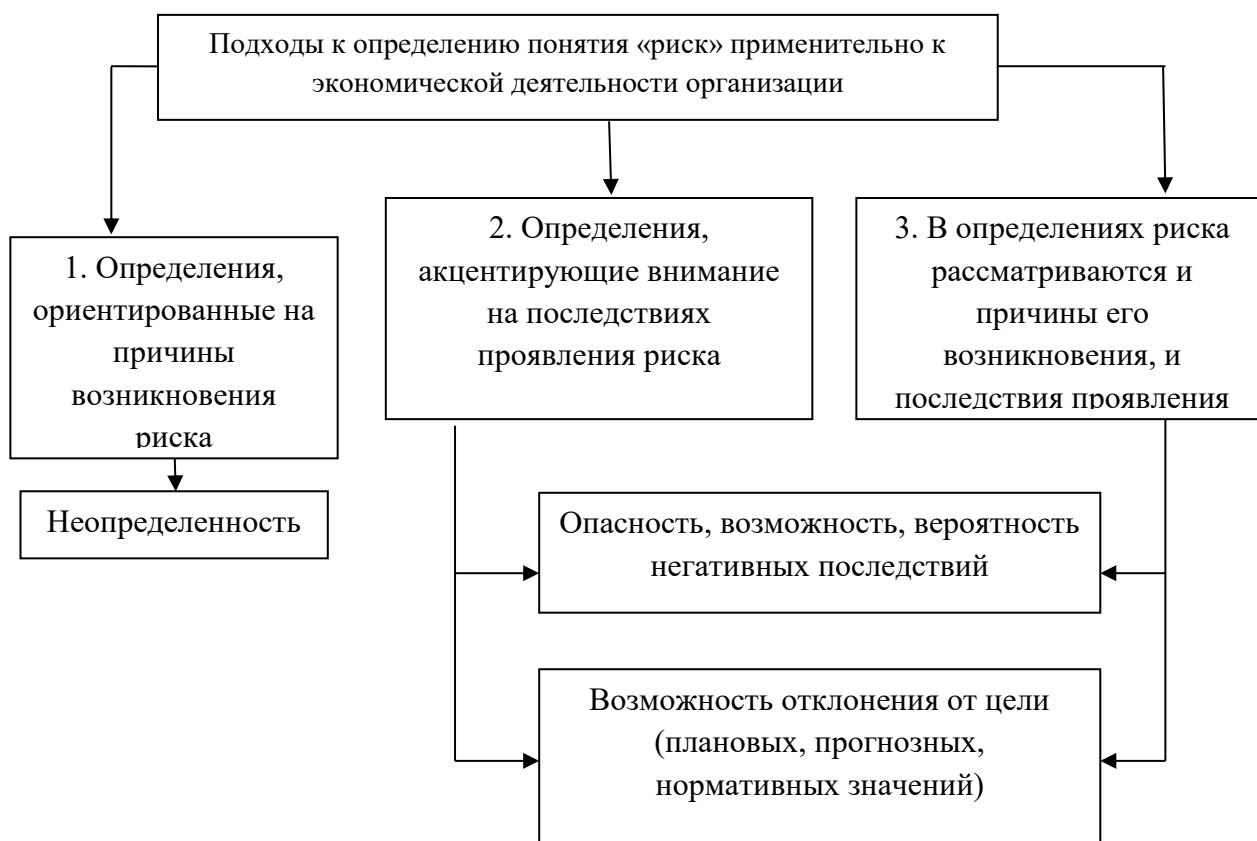 Подходы к определению понятия «риск» применительно к
экономической деятельности организации
1. Определения,
ориентированные на
причины
возникновения
риска
Неопределенность
2. Определения,
акцентирующие внимание
на последствиях
проявления риска
3. В определениях риска
рассматриваются и
причины его
возникновения, и
последствия проявления
Опасность, возможность, вероятность
негативных последствий
Возможность отклонения от цели
(плановых, прогнозных,
нормативных значений)